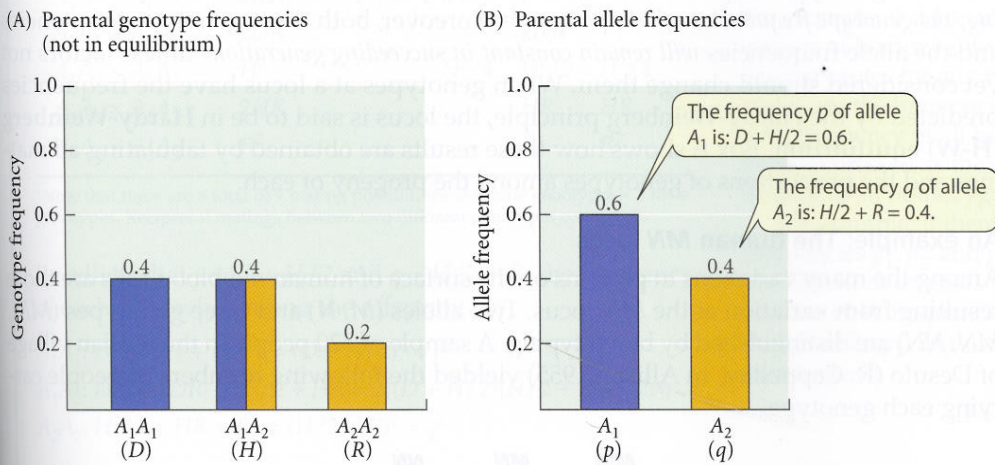 (A) Parental genotype frequencies
(not in equilibrium)
Genotype frequency
1.0
0.8
0.6
0.4
0.2
0.4
0.4
0.2
A₁A₁
(D)
A₁A₂
(H)
A₂A₂
(R)
(B) Parental allele frequencies
Allele frequency
1.0
0.8
0.6
0.4
0.2
The frequency p of allele
A₁ is: D + H/2 = 0.6.
The frequency q of allele
A₂ is: H/2 + R = 0.4.
0.6
0.4
A₁
(p)
A₂
(q)